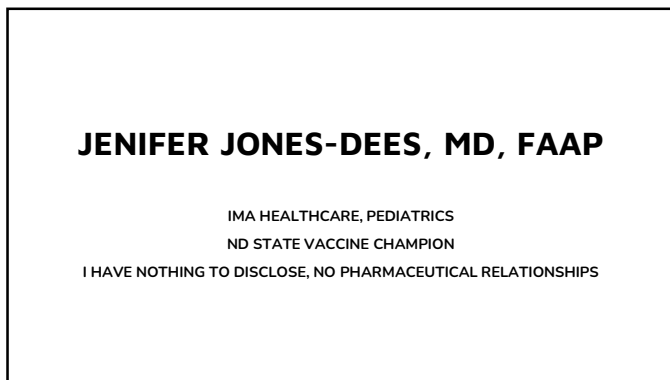 JENIFER JONES-DEES, MD, FAAP
IMA HEALTHCARE, PEDIATRICS
ND STATE VACCINE CHAMPION
I HAVE NOTHING TO DISCLOSE, NO PHARMACEUTICAL RELATIONSHIPS